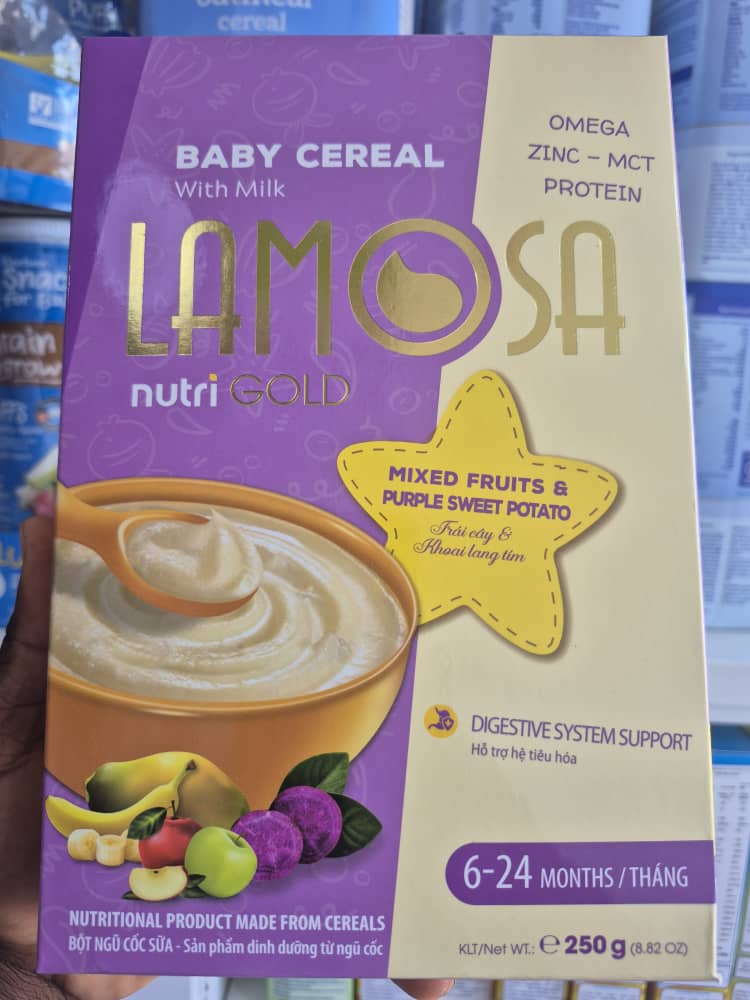 oatmeal
cereal
BABY CEREAL
With Milk
OMEGA
ZINC – MCT
PROTEIN
LAMOSA
nutri GOLD
MIXED FRUITS &
PURPLE SWEET POTATO
Trái cây &
Khoai lang tím
DIGESTIVE SYSTEM SUPPORT
Hỗ trợ hệ tiêu hóa
6-24 MONTHS / THÁNG
NUTRITIONAL PRODUCT MADE FROM CEREALS
BỘT NGŨ CỐC SỮA - Sản phẩm dinh dưỡng từ ngũ cốc
KLT/Net WT.: e 250 g (8.82 OZ)